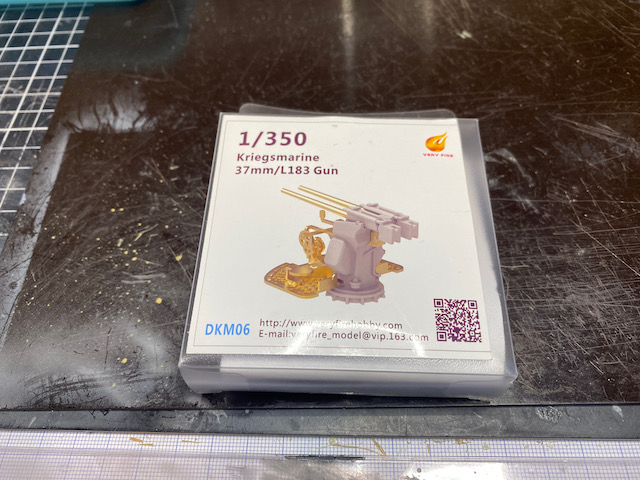 1/350
VERY FIRE
Kriegsmarine
37mm/L183 Gun
DKM06
E-mail:veryfire_model@vip.163.com